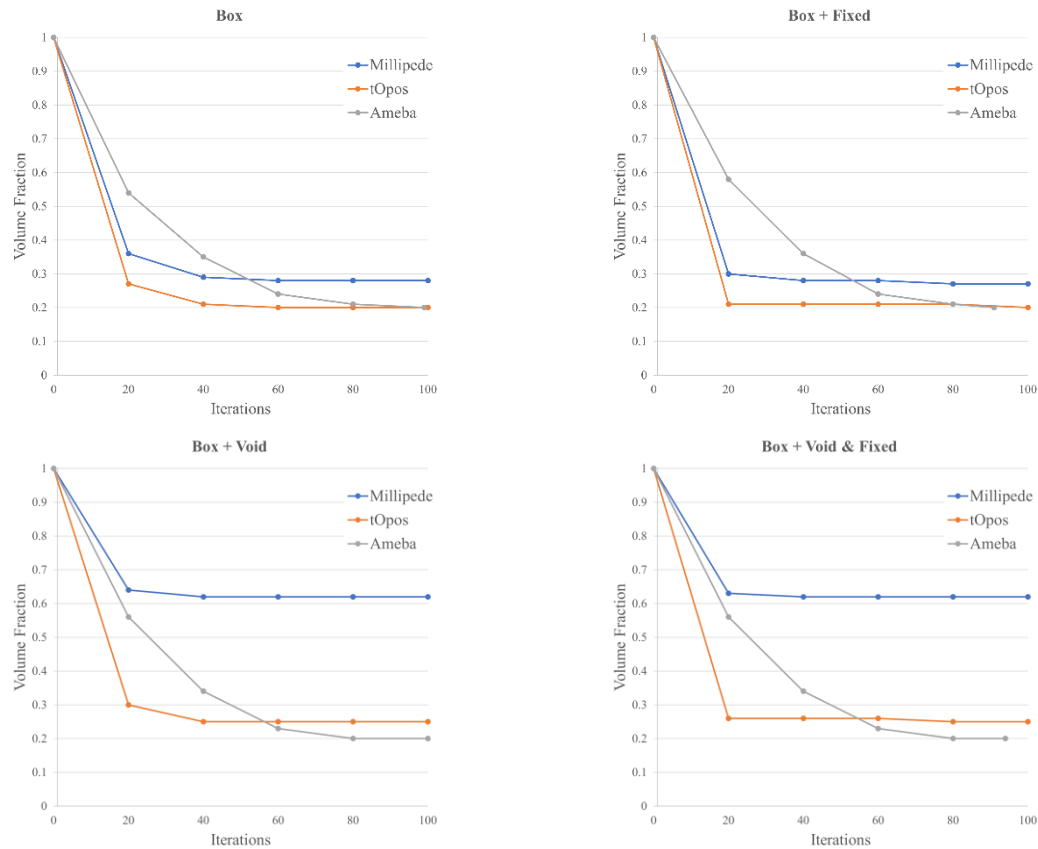 Box
1
0.9
0.8
0.7
0.6
0.5
0.4
0.3
0.2
0.1
0
Volume Fraction
Millipede
tOpos
Ameba
0 20 40 60 80 100
Iterations
Box + Fixed
1
0.9
0.8
0.7
0.6
0.5
0.4
0.3
0.2
0.1
0
Volume Fraction
Millipede
tOpos
Ameba
0 20 40 60 80 100
Iterations
Box + Void
1
0.9
0.8
0.7
0.6
0.5
0.4
0.3
0.2
0.1
0
Volume Fraction
Millipede
tOpos
Ameba
0 20 40 60 80 100
Iterations
Box + Void & Fixed
1
0.9
0.8
0.7
0.6
0.5
0.4
0.3
0.2
0.1
0
Volume Fraction
Millipede
tOpos
Ameba
0 20 40 60 80 100
Iterations